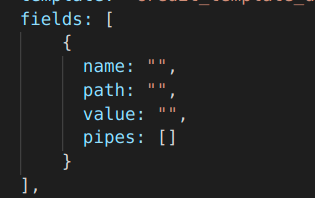 fields: [
{
name: "",
path: "",
value: "",
pipes: []
}
],